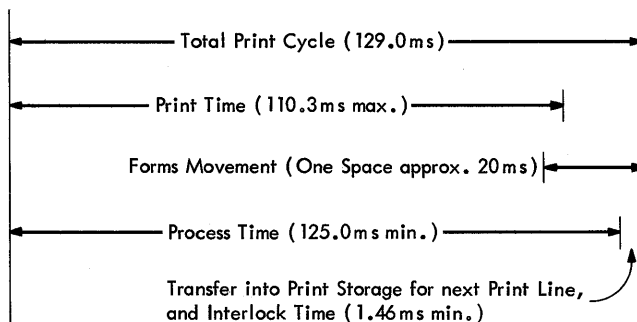 Total Print Cycle (129.0ms)
Print Time (110.3ms max.)
Forms Movement (One Space approx. 20ms)
Process Time (125.0ms min.)
Transfer into Print Storage for next Print Line,
and Interlock Time (1.46ms min.)